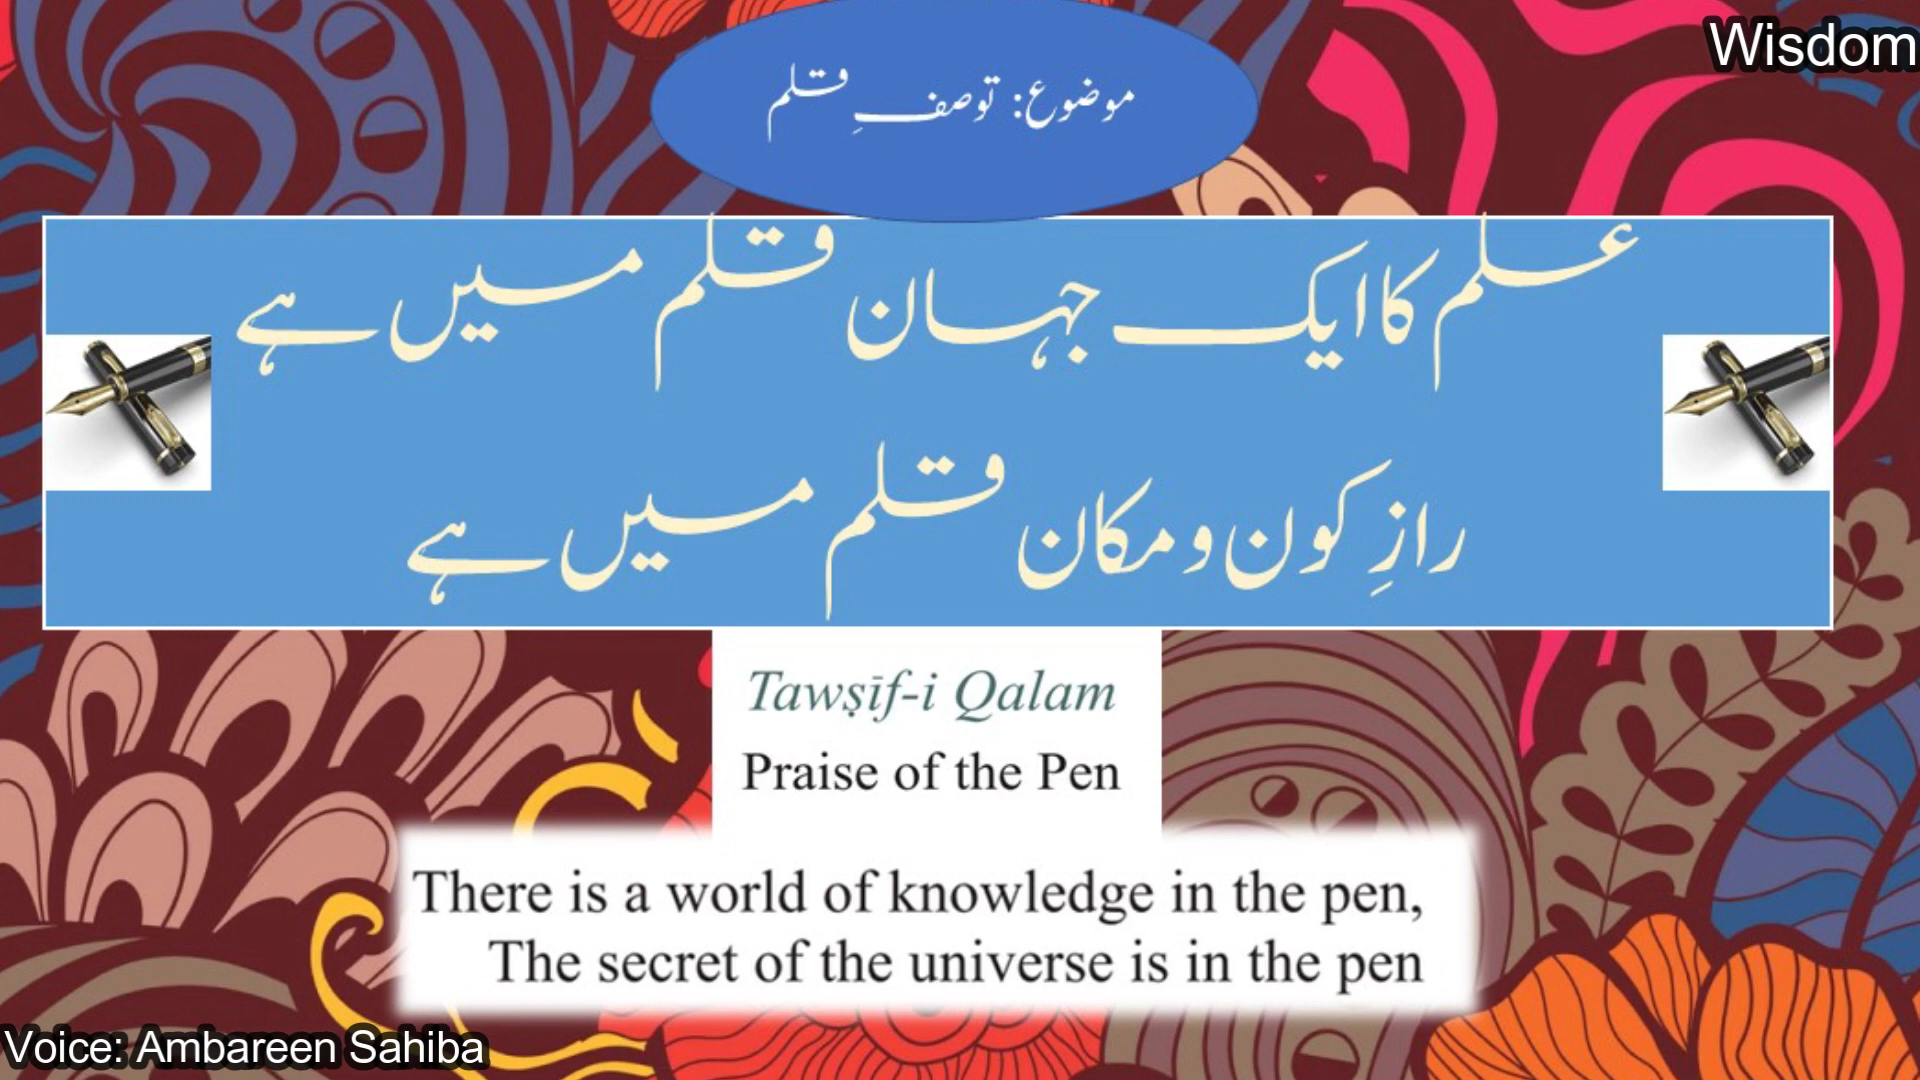 Wisdom
موضوع: توصفِ قلم
علم کا ایک جہان قلم میں ہے
رازِ کون و مکان قلم میں ہے
Tawṣīf-i Qalam
Praise of the Pen
There is a world of knowledge in the pen,
The secret of the universe is in the pen
Voice: Ambareen Sahiba